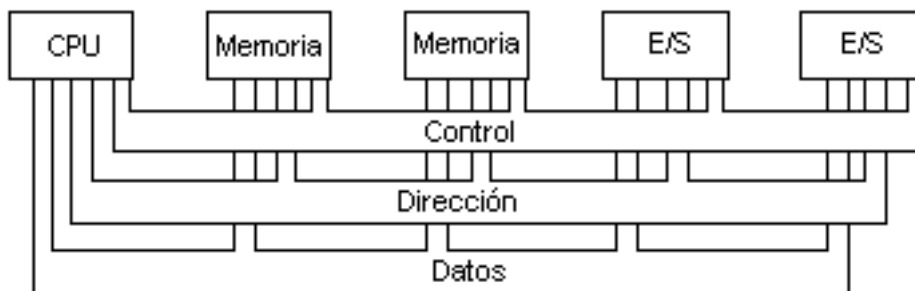 CPU
Memoria
Memoria
E/S
E/S
Control
Dirección
Datos